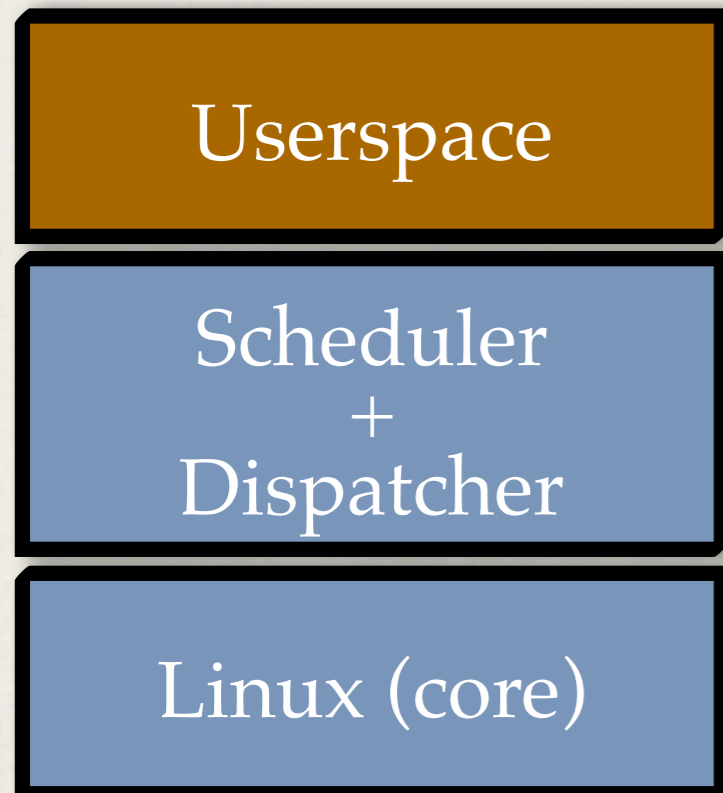 Userspace
Scheduler
+
Dispatcher
Linux (core)